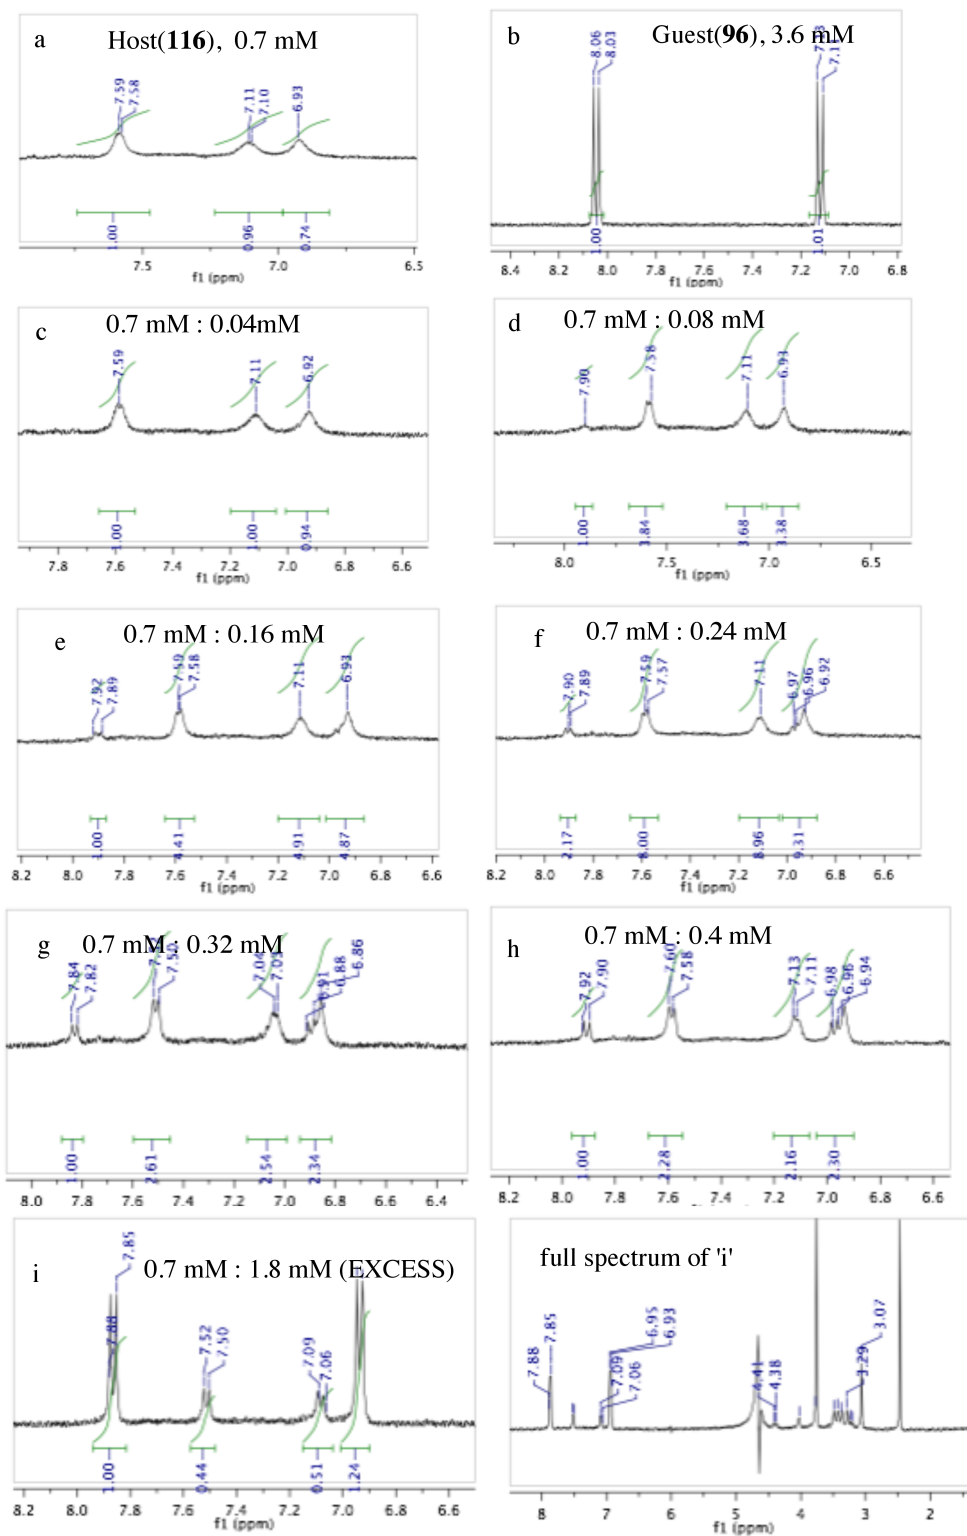 a Host(116), 0.7 mM
7.59 7.58 7.11 7.10 6.93
1.00 0.96 0.74
7.5 7.0 6.5
f1 (ppm)
b Guest(96), 3.6 mM
8.06 8.03
1.00 1.01
8.4 8.2 8.0 7.8 7.6 7.4 7.2 7.0 6.8
f1 (ppm)
c 0.7 mM : 0.04mM
7.59 7.11 6.92
1.00 1.00 0.94
7.8 7.6 7.4 7.2 7.0 6.8 6.6
f1 (ppm)
d 0.7 mM : 0.08 mM
7.90 7.58 7.11 6.93
1.00 3.84 3.68 3.38
8.0 7.5 7.0 6.5
f1 (ppm)
e 0.7 mM : 0.16 mM
7.92 7.89 7.59 7.58 7.11 6.93
1.00 4.41 4.91 4.87
8.2 8.0 7.8 7.6 7.4 7.2 7.0 6.8 6.6
f1 (ppm)
f 0.7 mM : 0.24 mM
7.90 7.89 7.59 7.57 7.11 6.97 6.96 6.92
2.17 8.00 8.96 9.31
8.2 8.0 7.8 7.6 7.4 7.2 7.0 6.8 6.6
f1 (ppm)
g 0.7 mM : 0.32 mM
7.84 7.82 7.50 7.04 7.03 6.91 6.88 6.86
1.00 2.61 2.54 2.34
8.0 7.8 7.6 7.4 7.2 7.0 6.8 6.6 6.4
h 0.7 mM : 0.4 mM
7.92 7.90 7.60 7.58 7.13 7.11 6.98 6.96 6.94
1.00 2.28 2.16 2.30
8.2 8.0 7.8 7.6 7.4 7.2 7.0 6.8 6.6
i 0.7 mM : 1.8 mM (EXCESS)
7.88 7.85 7.52 7.50 7.09 7.06
1.00 0.44 0.51 1.24
8.2 8.0 7.8 7.6 7.4 7.2 7.0 6.8 6.6
f1 (ppm)
full spectrum of 'i'
7.88 7.85 7.09 7.06 6.95 6.93 4.41 4.38 3.29 3.07
8 7 6 5 4 3 2
f1 (ppm)